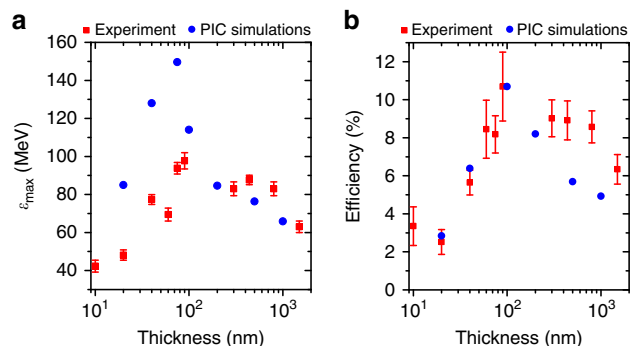 a
Experiment PIC simulations
160
140
120
100
80
60
40
ε_max (MeV)
10^1 10^2 10^3
Thickness (nm)
b
Experiment PIC simulations
12
10
8
6
4
2
0
Efficiency (%)
10^1 10^2 10^3
Thickness (nm)